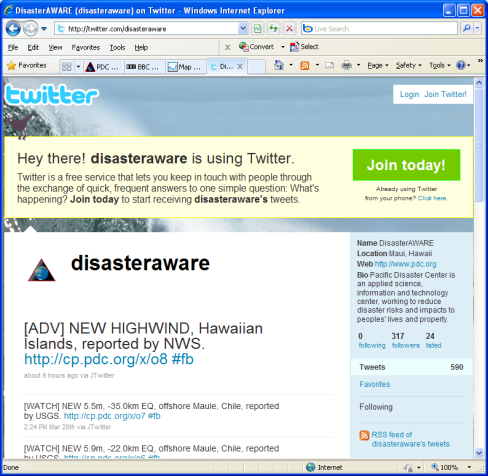 DisasterAWARE (disasteraware) on Twitter - Windows Internet Explorer
http://twitter.com/disasteraware
Live Search
File Edit View Favorites Tools Help
x Convert Select
Favorites
PDC ...
BBC ...
Map ...
Di...
Page Safety Tools
twitter
Login Join Twitter!
Hey there! disasteraware is using Twitter.
Twitter is a free service that lets you keep in touch with people through
the exchange of quick, frequent answers to one simple question: What's
happening? Join today to start receiving disasteraware's tweets.
Join today!
Already using Twitter
from your phone? Click here.
disasteraware
[ADV] NEW HIGHWIND, Hawaiian
Islands, reported by NWS.
http://cp.pdc.org/x/o8 #fb
about 9 hours ago via JTwitter
[WATCH] NEW 5.5m, -35.0km EQ, offshore Maule, Chile, reported
by USGS. http://cp.pdc.org/x/o7 #fb
2:24 PM Mar 28th via JTwitter
[WATCH] NEW 5.9m, -22.0km EQ, offshore Maule, Chile, reported
by USGS. http://cp.pdc.org/x/o6 #fb
Name DisasterAWARE
Location Maui, Hawaii
Web http://www.pdc.org
Bio Pacific Disaster Center is
an applied science,
information and technology
center, working to reduce
disaster risks and impacts to
peoples' lives and property.
0 317 24
following followers listed
Tweets 590
Favorites
Following
RSS feed of
disasteraware's tweets
Done
Internet
100%